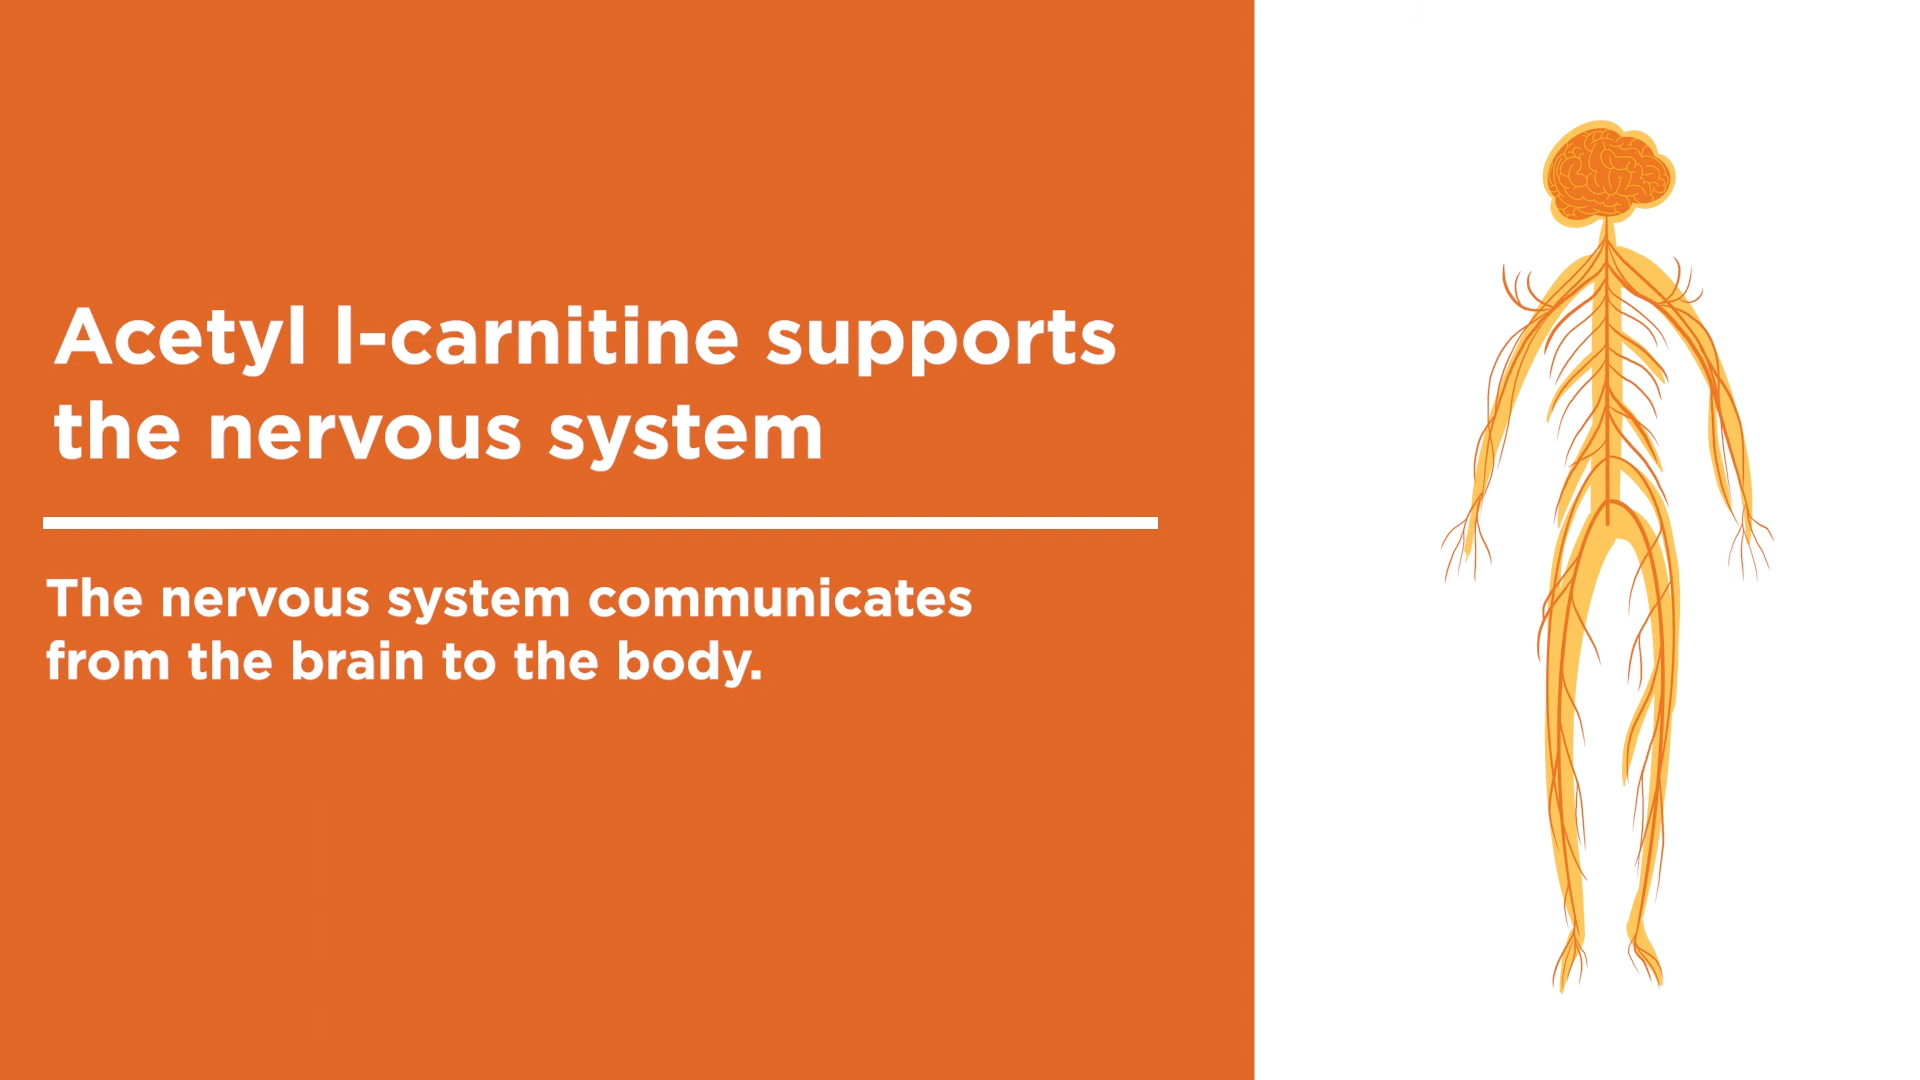 Acetyl l-carnitine supports
the nervous system
The nervous system communicates
from the brain to the body.